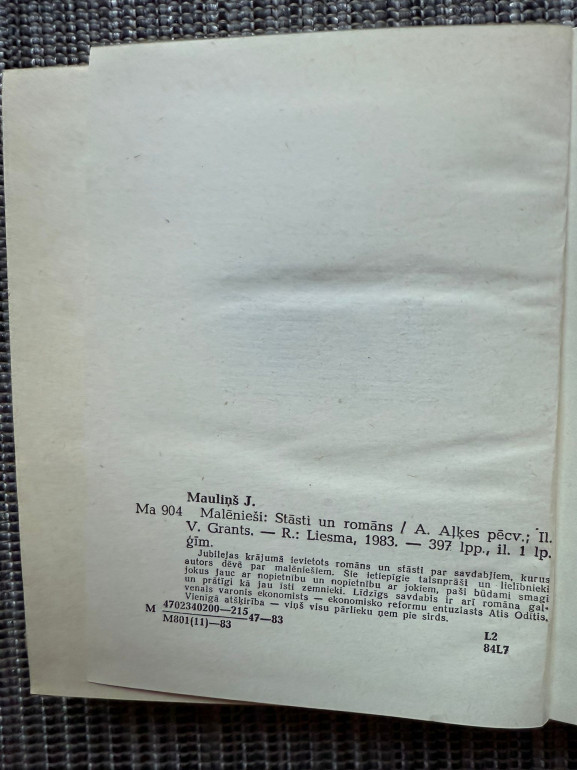 Mauliņš J.
Ma 904 Malēnieši: Stāsti un romāns / A. Aļķes pēcv.; Il.
V. Grants. — R.: Liesma, 1983. — 397 lpp., il. 1 lp.
ģīm.
Jubilejas krājumā ievietots romāns un stāsti par savdabjiem, kurus
autors dēvē par malēniešiem. Šie ietiepīgie taisnprāši un lielībnieki
jokus jauc ar nopietnību un nopietnību ar jokiem, paši būdami smagi
un prātīgi kā jau īsti zemnieki. Līdzīgs savdabis ir arī romāna gal-
venais varonis ekonomists — ekonomisko reformu entuziasts Atis Odītis.
Vienīgā atšķirība — viņš visu pārlieku ņem pie sirds.
M 4702340200—215 47—83
M801(11)—83
L2
84L7